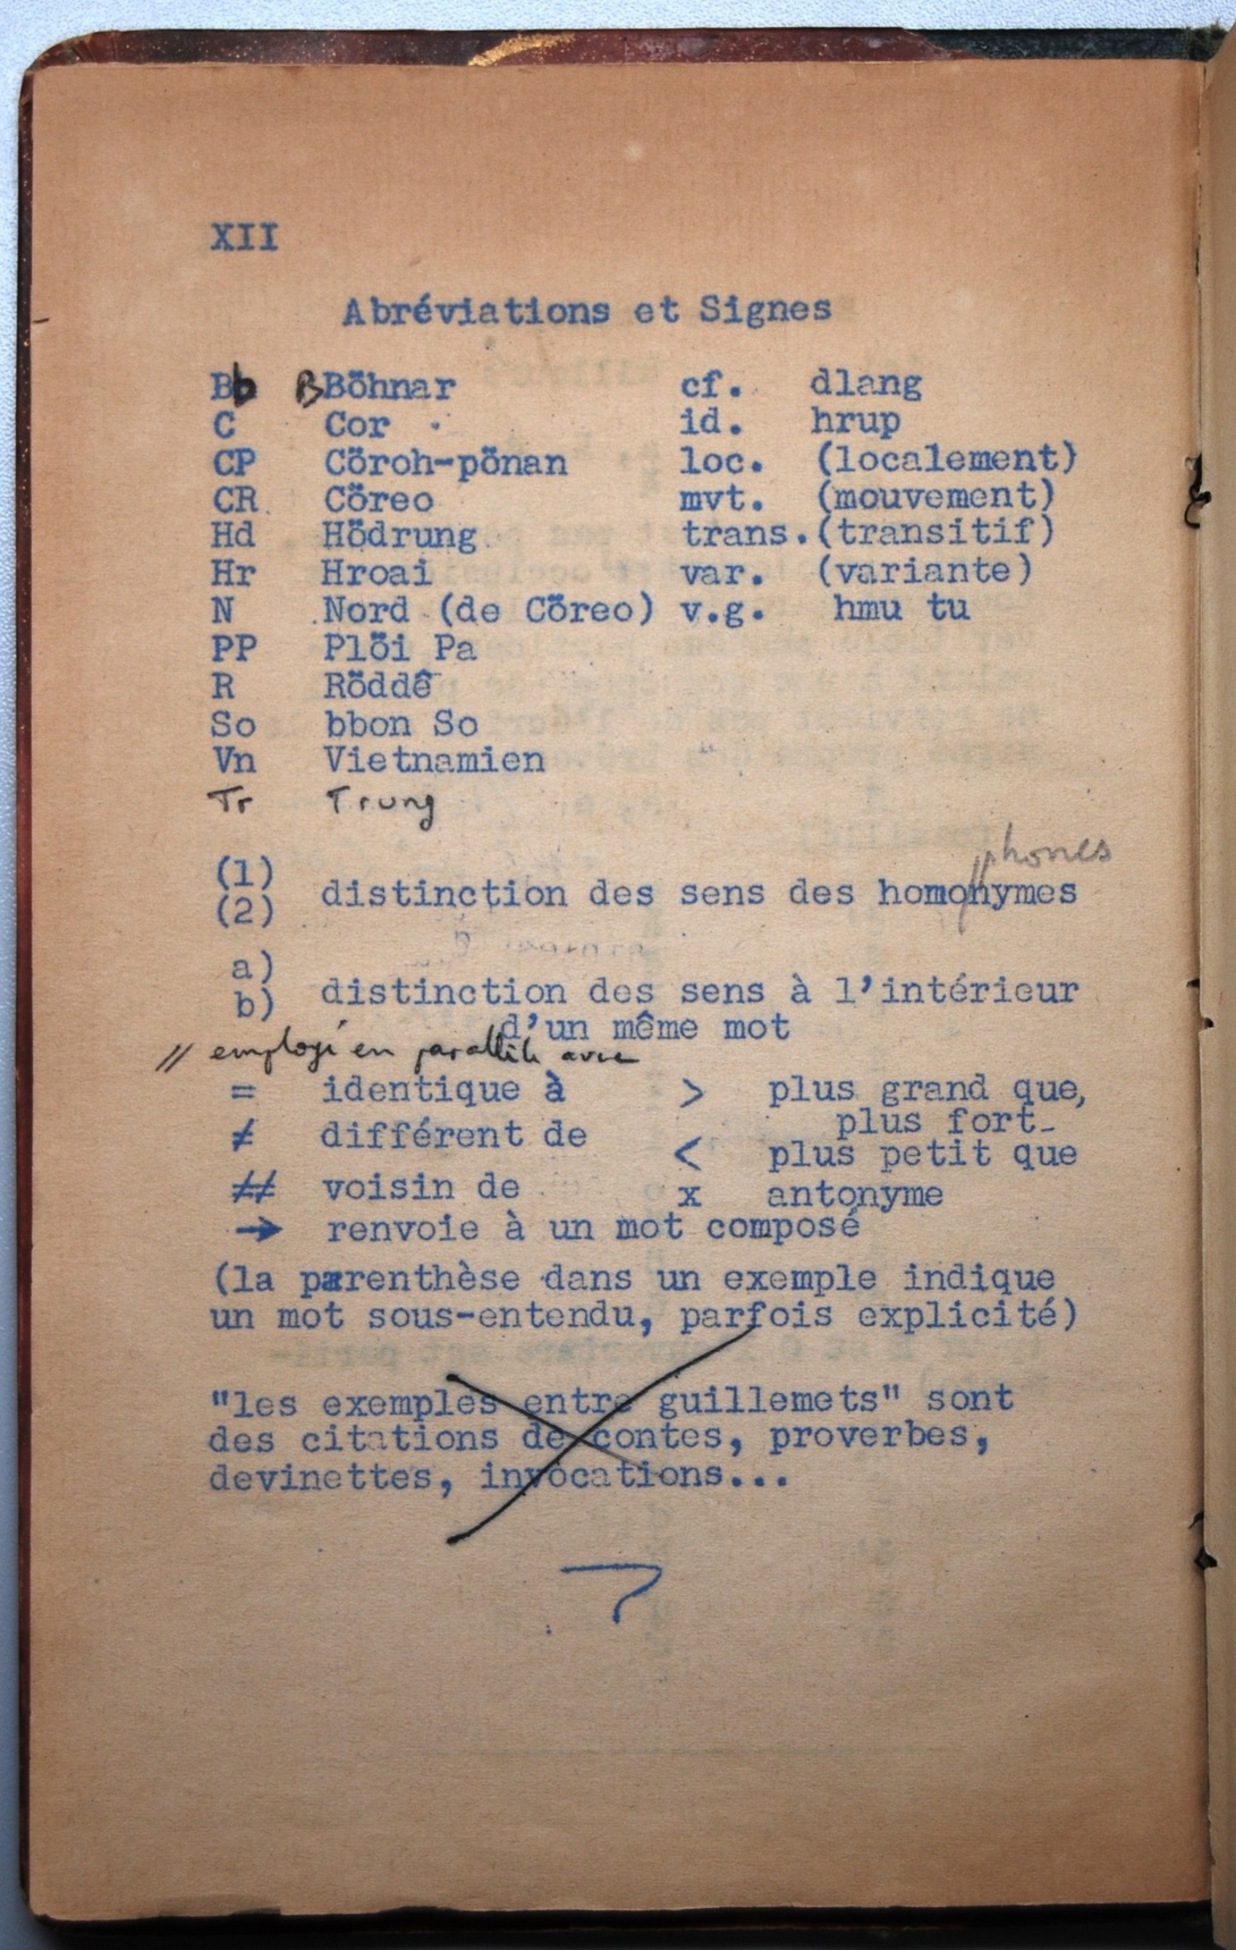 XII
Abréviations et Signes
Bb BBöhnar cf. dlang
C Cor id. hrup
CP Cöroh-pönan loc. (localement)
CR Cöreo mvt. (mouvement)
Hd Hödrung trans.(transitif)
Hr Hroai var. (variante)
N Nord (de Cöreo) v.g. hmu tu
PP Plöi Pa
R Röddê
So bbon So
Vn Vietnamien
Tr Trung
phones
(1)
(2) distinction des sens des homonymes
a)
b) distinction des sens à l'intérieur
d'un même mot
// employé en parallèle avec
= identique à > plus grand que,
plus fort
≠ différent de < plus petit que
≠≠ voisin de x antonyme
→ renvoie à un mot composé
(la parenthèse dans un exemple indique
un mot sous-entendu, parfois explicité)
"les exemples entre guillemets" sont
des citations de contes, proverbes,
devinettes, invocations...